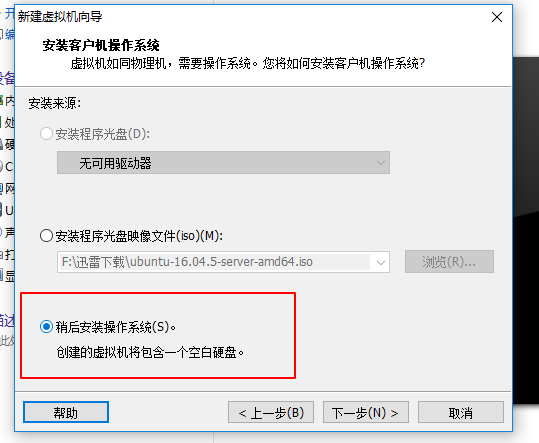 新建虚拟机向导
安装客户机操作系统
虚拟机如同物理机，需要操作系统。您将如何安装客户机操作系统?
安装来源:
安装程序光盘(D):
无可用驱动器
安装程序光盘映像文件(iso)(M):
F:\迅雷下载\ubuntu-16.04.5-server-amd64.iso
浏览(R)...
稍后安装操作系统(S)。
创建的虚拟机将包含一个空白硬盘。
帮助
< 上一步(B)
下一步(N) >
取消